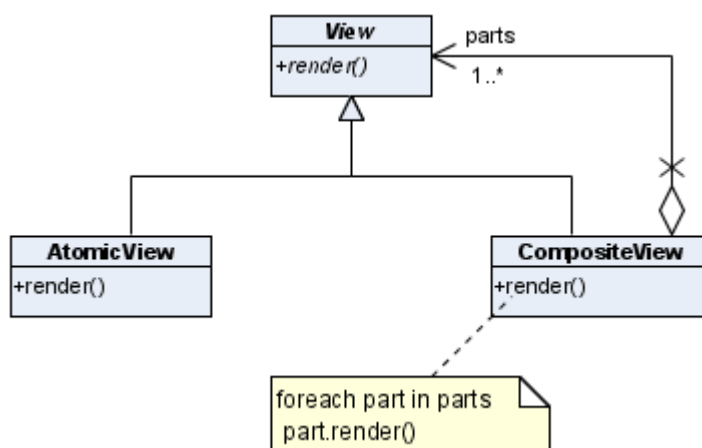 View
+render()
parts
1..*
AtomicView
+render()
CompositeView
+render()
foreach part in parts
part.render()